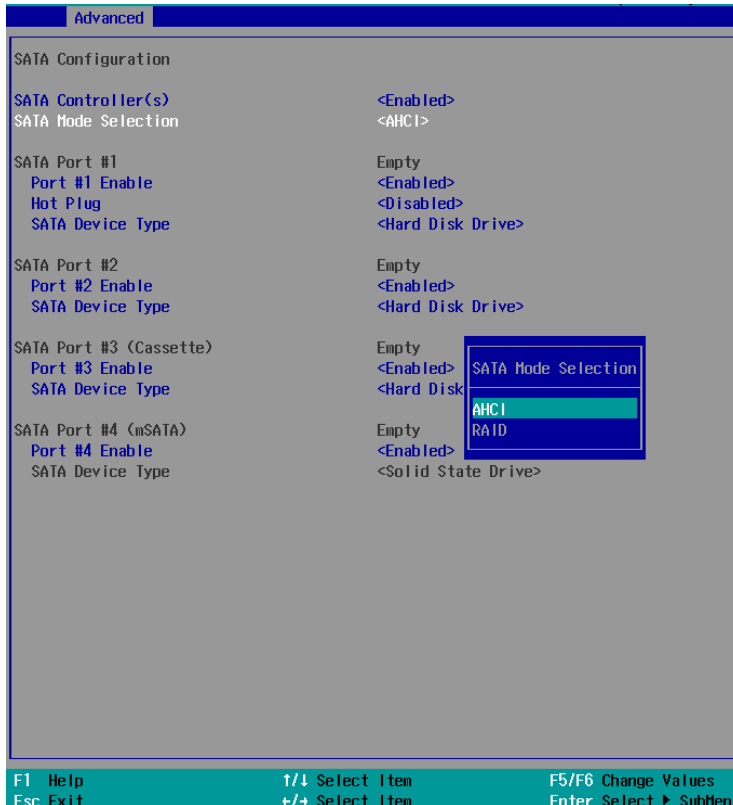 Advanced
SATA Configuration
SATA Controller(s) <Enabled>
SATA Mode Selection <AHCI>
SATA Port #1 Empty
Port #1 Enable <Enabled>
Hot Plug <Disabled>
SATA Device Type <Hard Disk Drive>
SATA Port #2 Empty
Port #2 Enable <Enabled>
SATA Device Type <Hard Disk Drive>
SATA Port #3 (Cassette) Empty
Port #3 Enable <Enabled>
SATA Device Type <Hard Disk
SATA Mode Selection
AHCI
RAID
SATA Port #4 (mSATA) Empty
Port #4 Enable <Enabled>
SATA Device Type <Solid State Drive>
F1 Help ↑/↓ Select Item F5/F6 Change Values
Esc Exit ←/→ Select Item Enter Select ▶ SubMen